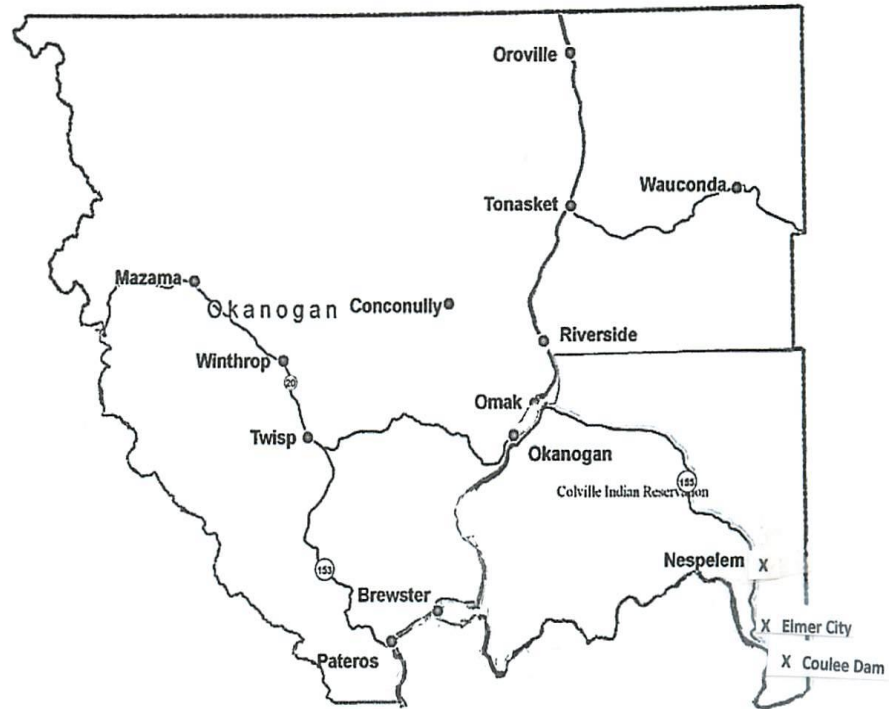 Oroville
Wauconda
Tonasket
Mazama
Okanogan
Conconully
Riverside
Winthrop
20
Omak
Twisp
Okanogan
155
Colville Indian Reservation
Nespelem X
153
Brewster
X Elmer City
Pateros
X Coulee Dam